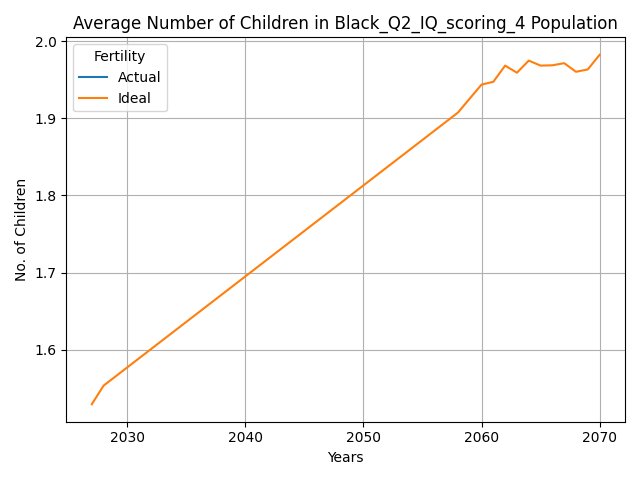 Average Number of Children in Black_Q2_IQ_scoring_4 Population
2.0
1.9
1.8
1.7
1.6
No. of Children
Fertility
Actual
Ideal
2030 2040 2050 2060 2070
Years